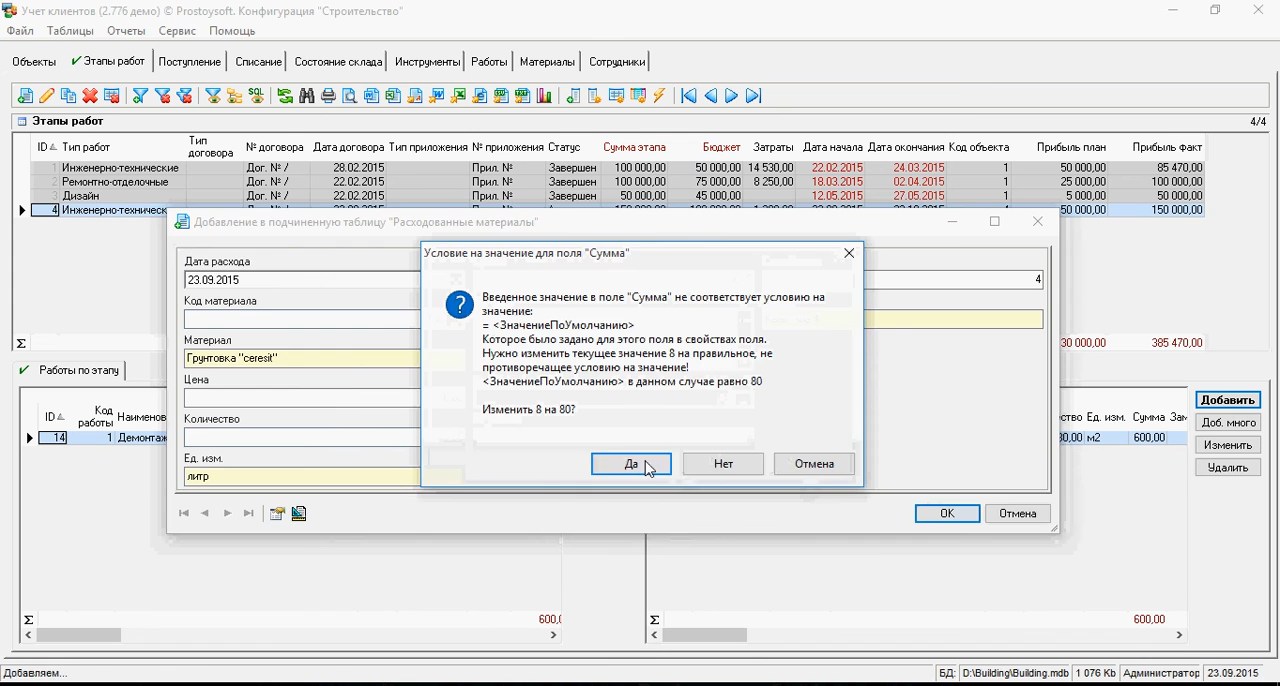 Учет клиентов (2.776 демо) © Prostoysoft. Конфигурация "Строительство"
Файл Таблицы Отчеты Сервис Помощь
Объекты Этапы работ Поступление Списание Состояние склада Инструменты Работы Материалы Сотрудники
SQL
Этапы работ 4/4
ID Тип работ Тип договора № договора Дата договора Тип приложения № приложения Статус Сумма этапа Бюджет Затраты Дата начала Дата окончания Код объекта Прибыль план Прибыль факт
1 Инженерно-технические Дог. № / 28.02.2015 Прил. № Завершен 100 000,00 50 000,00 14 530,00 22.02.2015 24.03.2015 1 50 000,00 85 470,00
2 Ремонтно-отделочные Дог. № / 22.02.2015 Прил. № Завершен 100 000,00 75 000,00 8 250,00 18.03.2015 02.04.2015 1 25 000,00 100 000,00
3 Дизайн Дог. № / 22.02.2015 Прил. № Завершен 50 000,00 45 000,00 12.05.2015 27.05.2015 1 5 000,00 50 000,00
4 Инженерно-техническ 50 000,00 150 000,00
Добавление в подчиненную таблицу "Расходованные материалы"
Дата расхода
23.09.2015 4
Код материала
Материал
Грунтовка "ceresit"
Цена
Количество
Ед. изм.
литр
Условие на значение для поля "Сумма"
Введенное значение в поле "Сумма" не соответствует условию на
значение:
= <ЗначениеПоУмолчанию>
Которое было задано для этого поля в свойствах поля.
Нужно изменить текущее значение 8 на правильное, не
противоречащее условию на значение!
<ЗначениеПоУмолчанию> в данном случае равно 80
Изменить 8 на 80?
Да Нет Отмена
OK Отмена
Σ 30 000,00 385 470,00
Работы по этапу
ID Код работы Наименов
14 1 Демонтаж
Σ 600,0
ство Ед. изм. Сумма Зам
30,00 м2 600,00
Σ 600,00
Добавить
Доб. много
Изменить
Удалить
Добавляем... БД: D:\Building\Building.mdb 1 076 Kb Администратор 23.09.2015